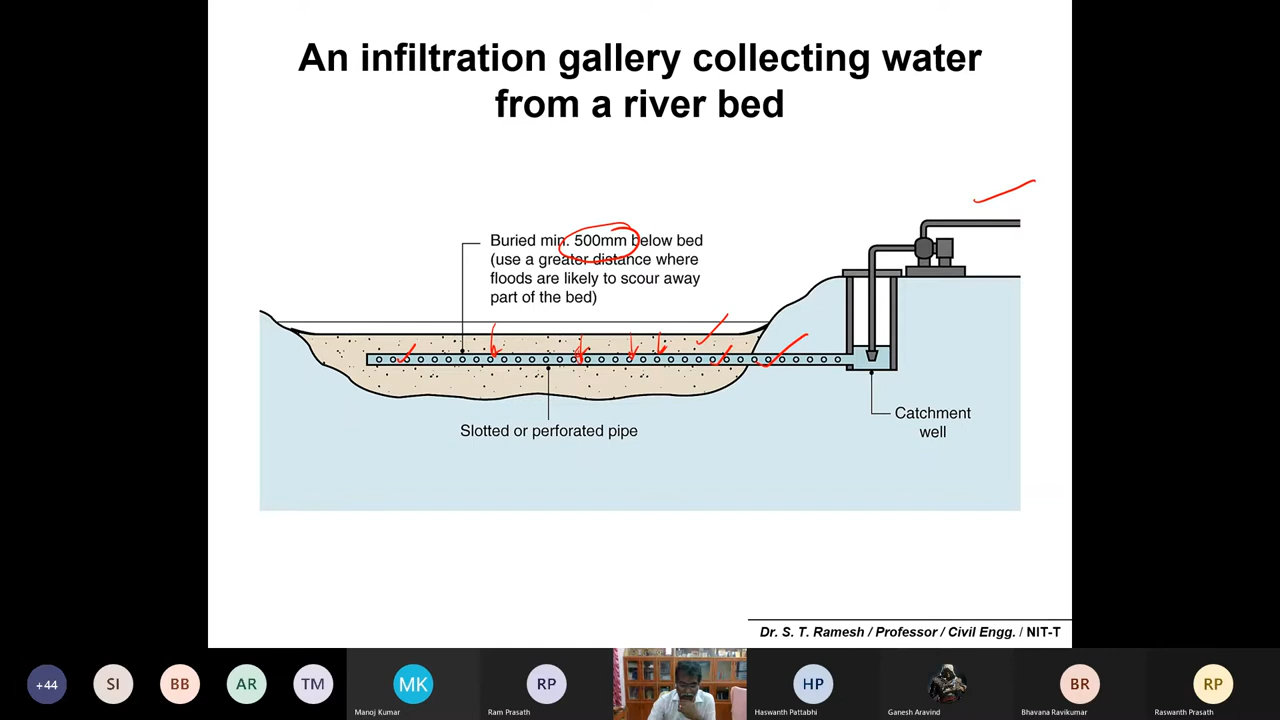 An infiltration gallery collecting water
from a river bed
Buried min. 500mm below bed
(use a greater distance where
floods are likely to scour away
part of the bed)
Slotted or perforated pipe
Catchment
well
Dr. S. T. Ramesh / Professor / Civil Engg. / NIT-T
+44
SI
BB
AR
TM
MK
RP
HP
BR
RP
Manoj Kumar
Ram Prasath
Haswanth Pattabhi
Ganesh Aravind
Bhavana Ravikumar
Raswanth Prasath